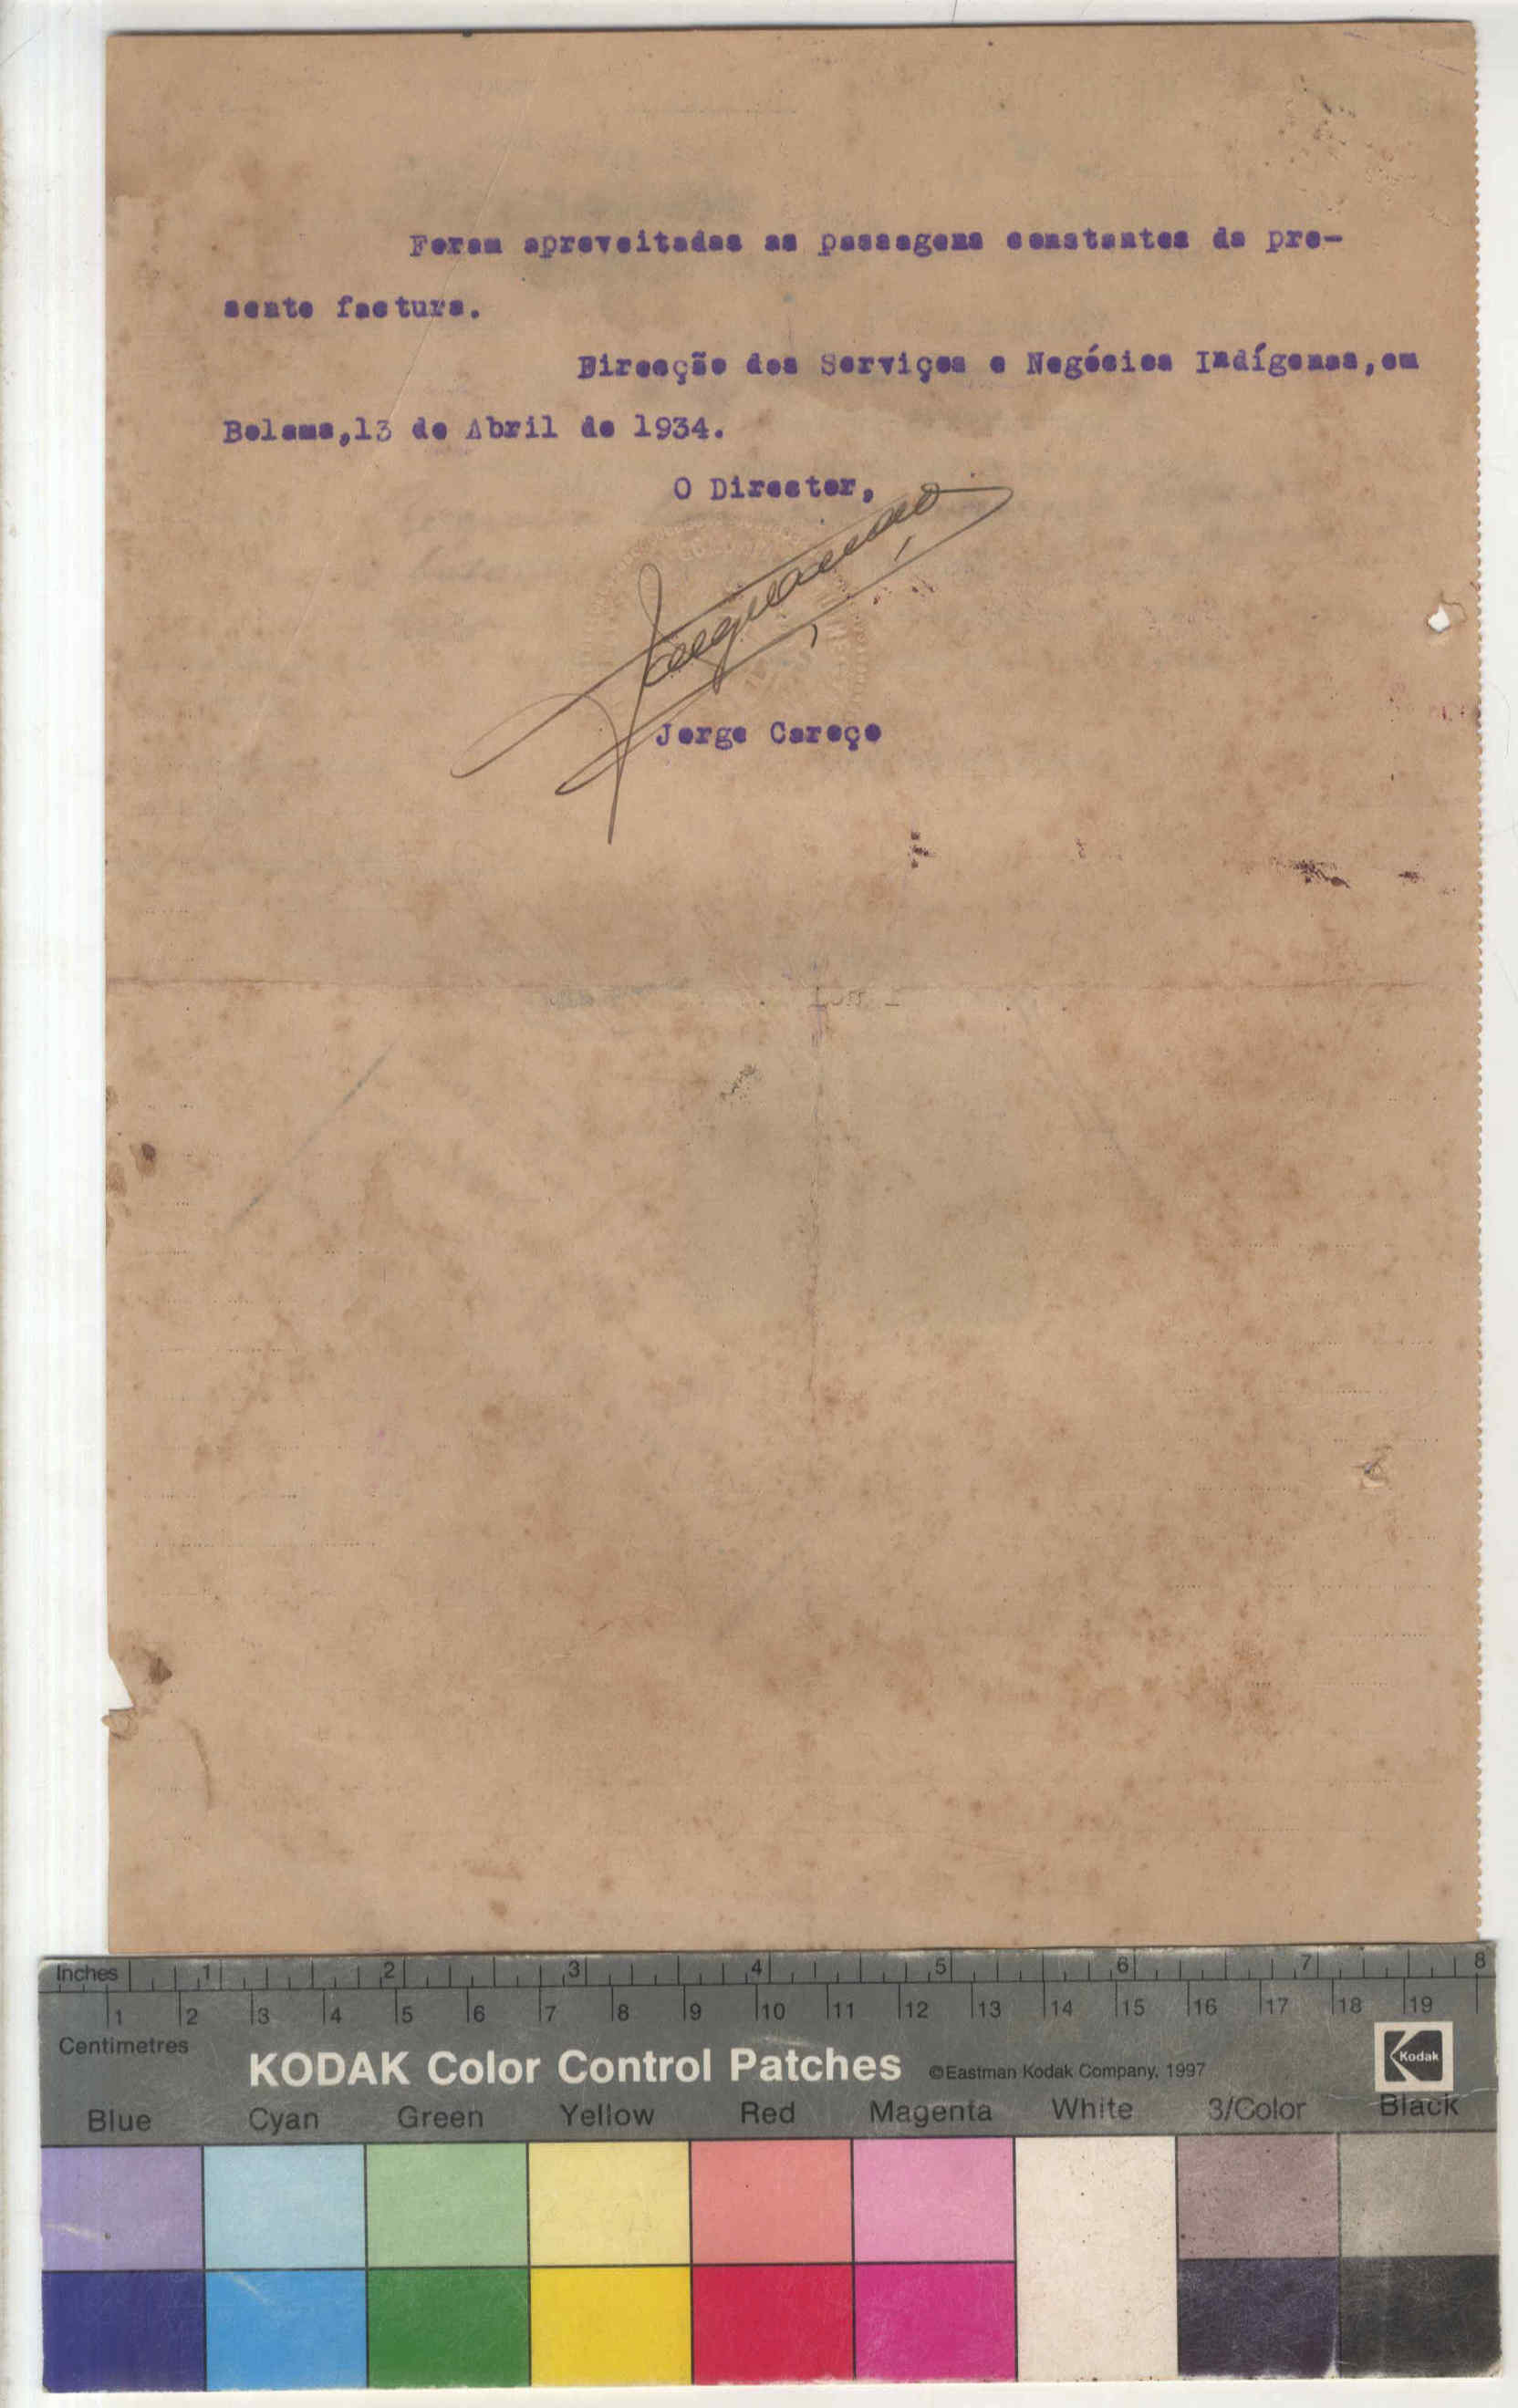 Foram aproveitadas as passagens constantes da pre-
sente factura.
Direcção dos Serviços e Negócios Indígenas,em
Bolama,13 de Abril de 1934.
O Director,
Jorge Caroço
Inches 1 2 3 4 5 6 7 8
1 2 3 4 5 6 7 8 9 10 11 12 13 14 15 16 17 18 19
Centimetres
KODAK Color Control Patches ©Eastman Kodak Company, 1997 Kodak
Blue Cyan Green Yellow Red Magenta White 3/Color Black